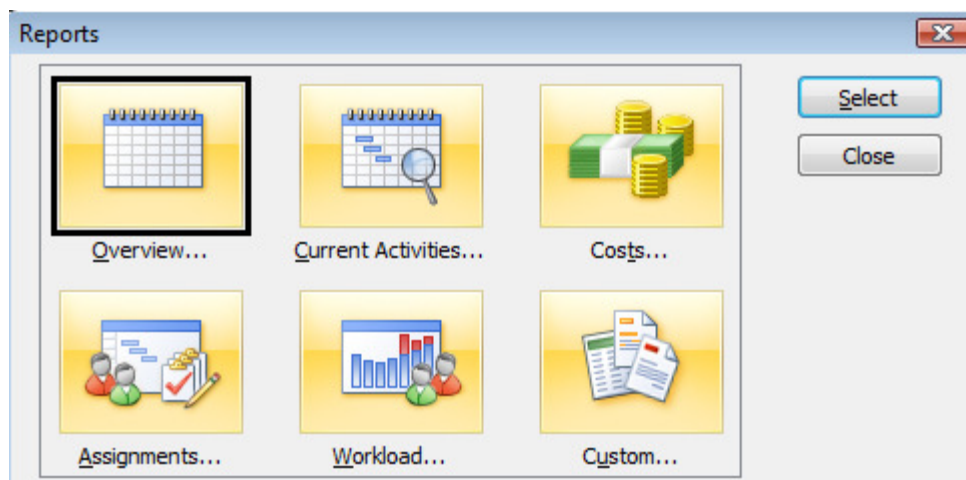 Reports
Select
Close
Overview...
Current Activities...
Costs...
Assignments...
Workload...
Custom...